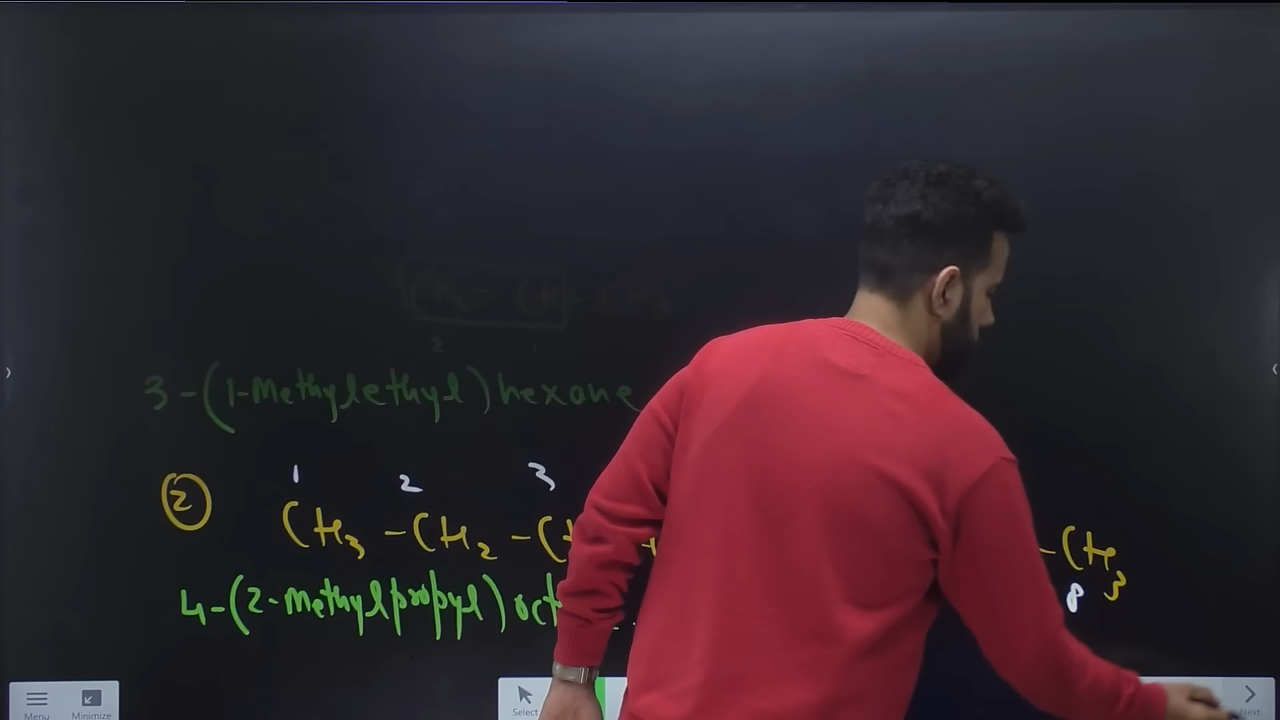 3-(1-Methylethyl)hexane
1 2 3
② CH3 -CH2 -C
-CH3
8
4-(2-Methylpropyl)oct
Menu
Minimize
Select
Next